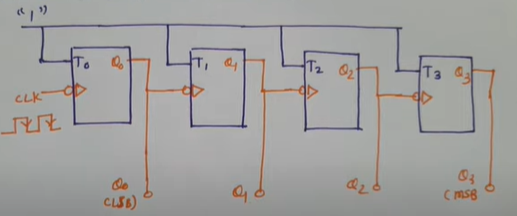 "1"
T0 Q0 T1 Q1 T2 Q2 T3 Q3
CLK
Q0 Q1 Q2 Q3
(LSB) (MSB